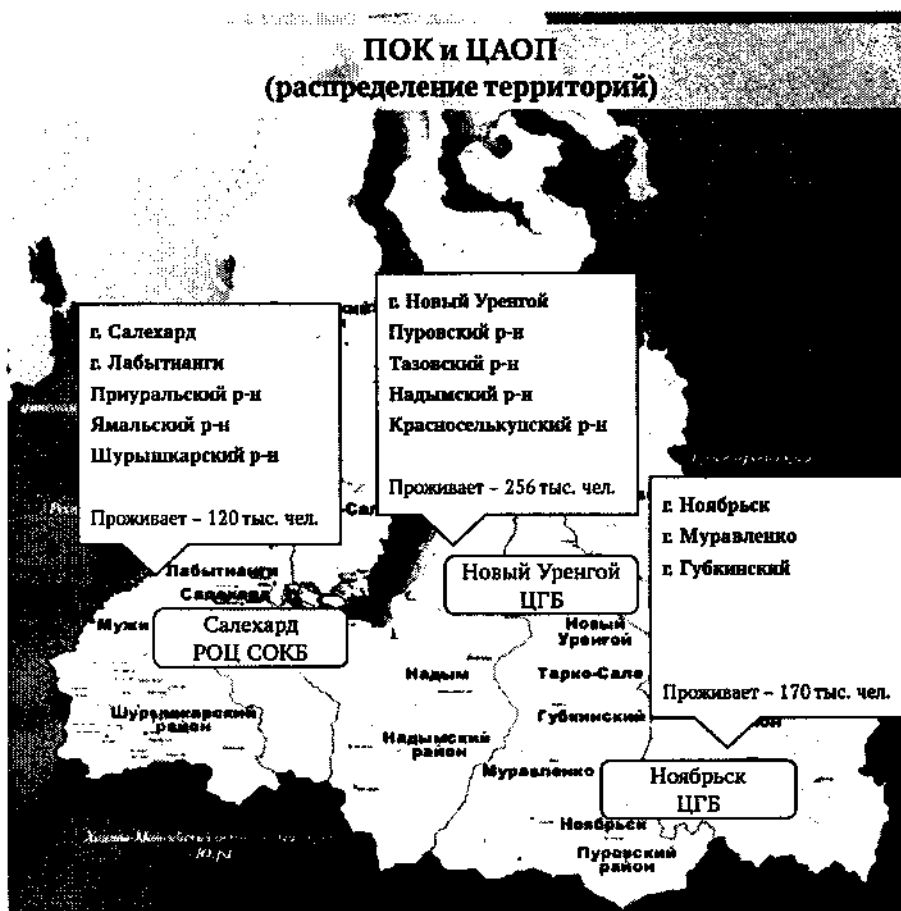 ПОК и ЦАОП
(распределение территорий)
г. Салехард
г. Лабытнанги
Приуральский р-н
Ямальский р-н
Шурышкарский р-н
Проживает – 120 тыс. чел.
г. Новый Уренгой
Пуровский р-н
Тазовский р-н
Надымский р-н
Красноселькупский р-н
Проживает – 256 тыс. чел.
г. Ноябрьск
г. Муравленко
г. Губкинский
Проживает – 170 тыс. чел.
Лабытнанги
Салехард
Мужи
Салехард
РОЦ СОКБ
Новый Уренгой
ЦГБ
Новый
Уренгой
Надым
Тарко-Сале
Шурышкарский
район
Губкинский
Надымский
район
Муравленко
Ноябрьск
ЦГБ
Ноябрьск
Пуровский
район